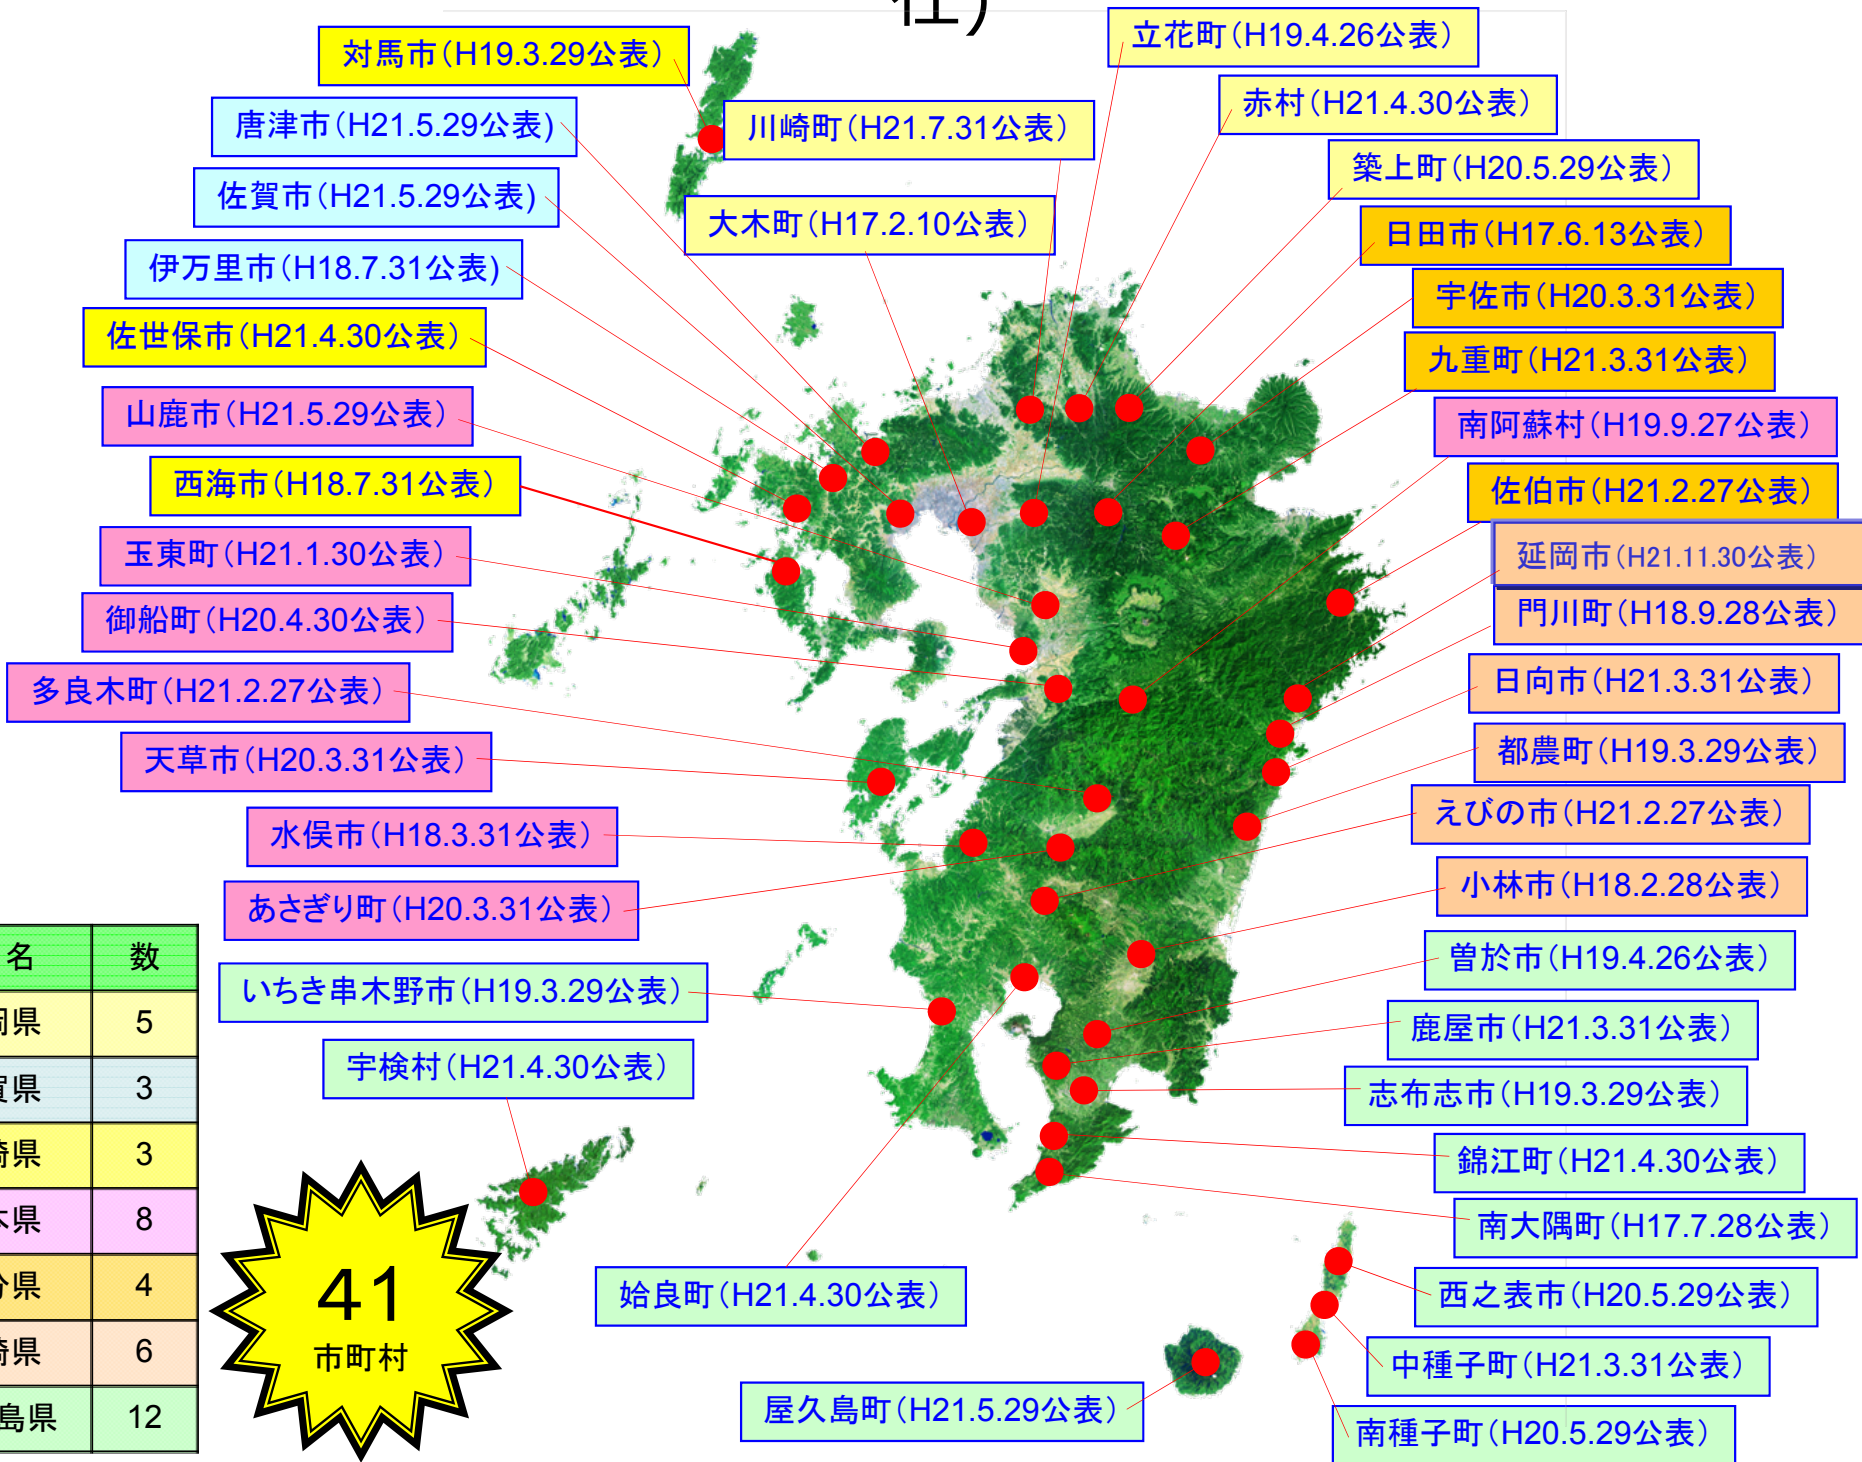 対馬市(H19.3.29公表)
立花町(H19.4.26公表)
唐津市(H21.5.29公表)
川崎町(H21.7.31公表)
赤村(H21.4.30公表)
佐賀市(H21.5.29公表)
大木町(H17.2.10公表)
築上町(H20.5.29公表)
伊万里市(H18.7.31公表)
日田市(H17.6.13公表)
佐世保市(H21.4.30公表)
宇佐市(H20.3.31公表)
山鹿市(H21.5.29公表)
九重町(H21.3.31公表)
西海市(H18.7.31公表)
南阿蘇村(H19.9.27公表)
玉東町(H21.1.30公表)
佐伯市(H21.2.27公表)
御船町(H20.4.30公表)
延岡市(H21.11.30公表)
多良木町(H21.2.27公表)
門川町(H18.9.28公表)
天草市(H20.3.31公表)
日向市(H21.3.31公表)
水俣市(H18.3.31公表)
都農町(H19.3.29公表)
あさぎり町(H20.3.31公表)
えびの市(H21.2.27公表)
いちき串木野市(H19.3.29公表)
小林市(H18.2.28公表)
宇検村(H21.4.30公表)
曽於市(H19.4.26公表)
鹿屋市(H21.3.31公表)
志布志市(H19.3.29公表)
錦江町(H21.4.30公表)
南大隅町(H17.7.28公表)
姶良町(H21.4.30公表)
西之表市(H20.5.29公表)
中種子町(H21.3.31公表)
屋久島町(H21.5.29公表)
南種子町(H20.5.29公表)
名 数
岡県 5
賀県 3
崎県 3
本県 8
分県 4
崎県 6
島県 12
41
市町村